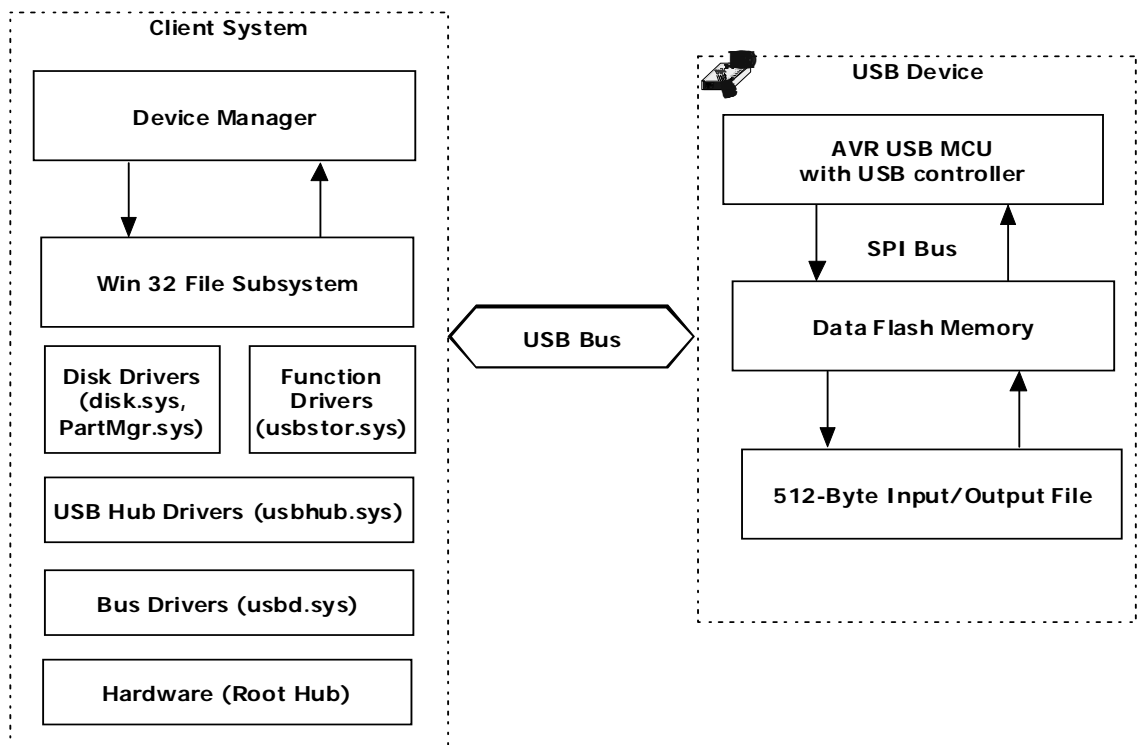 Client System
Device Manager
Win 32 File Subsystem
Disk Drivers
(disk.sys,
PartMgr.sys)
Function
Drivers
(usbstor.sys)
USB Hub Drivers (usbhub.sys)
Bus Drivers (usbd.sys)
Hardware (Root Hub)
USB Bus
USB Device
AVR USB MCU
with USB controller
SPI Bus
Data Flash Memory
512-Byte Input/Output File